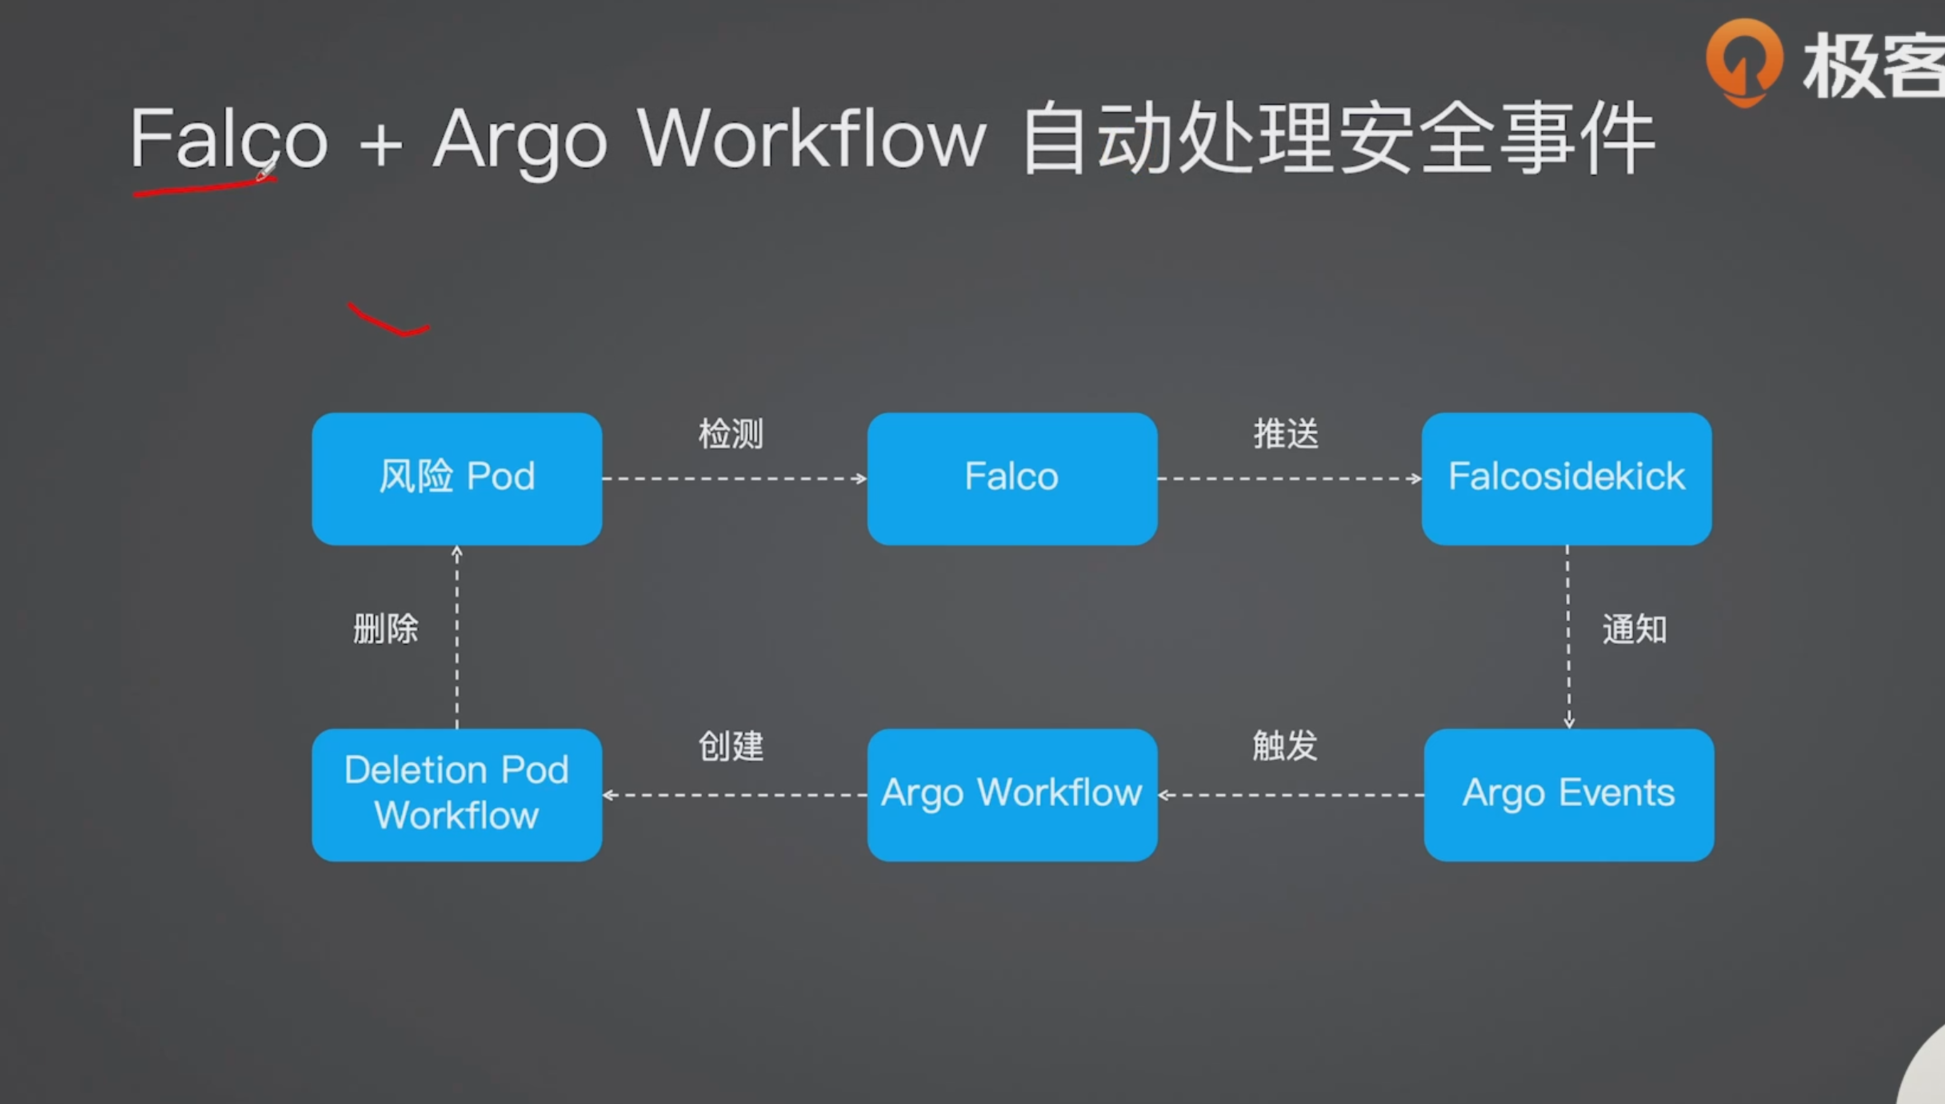 极客
Falco + Argo Workflow 自动处理安全事件
风险 Pod
检测
Falco
推送
Falcosidekick
删除
通知
Deletion Pod
Workflow
创建
Argo Workflow
触发
Argo Events